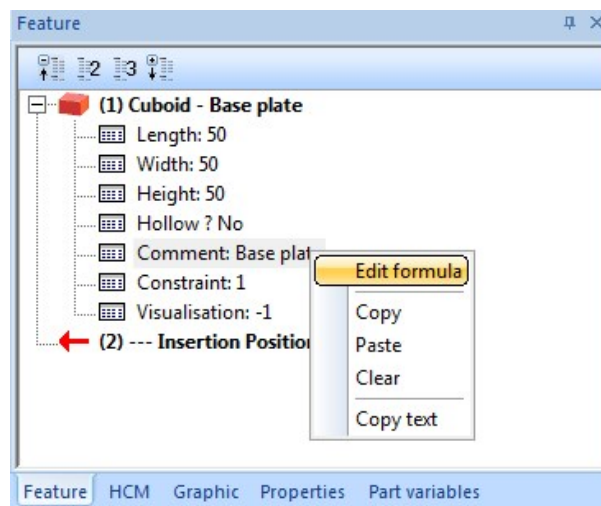 Feature
2 3
(1) Cuboid - Base plate
Length: 50
Width: 50
Height: 50
Hollow ? No
Comment: Base plat
Edit formula
Constraint: 1
Copy
Visualisation: -1
Paste
(2) --- Insertion Position
Clear
Copy text
Feature HCM Graphic Properties Part variables